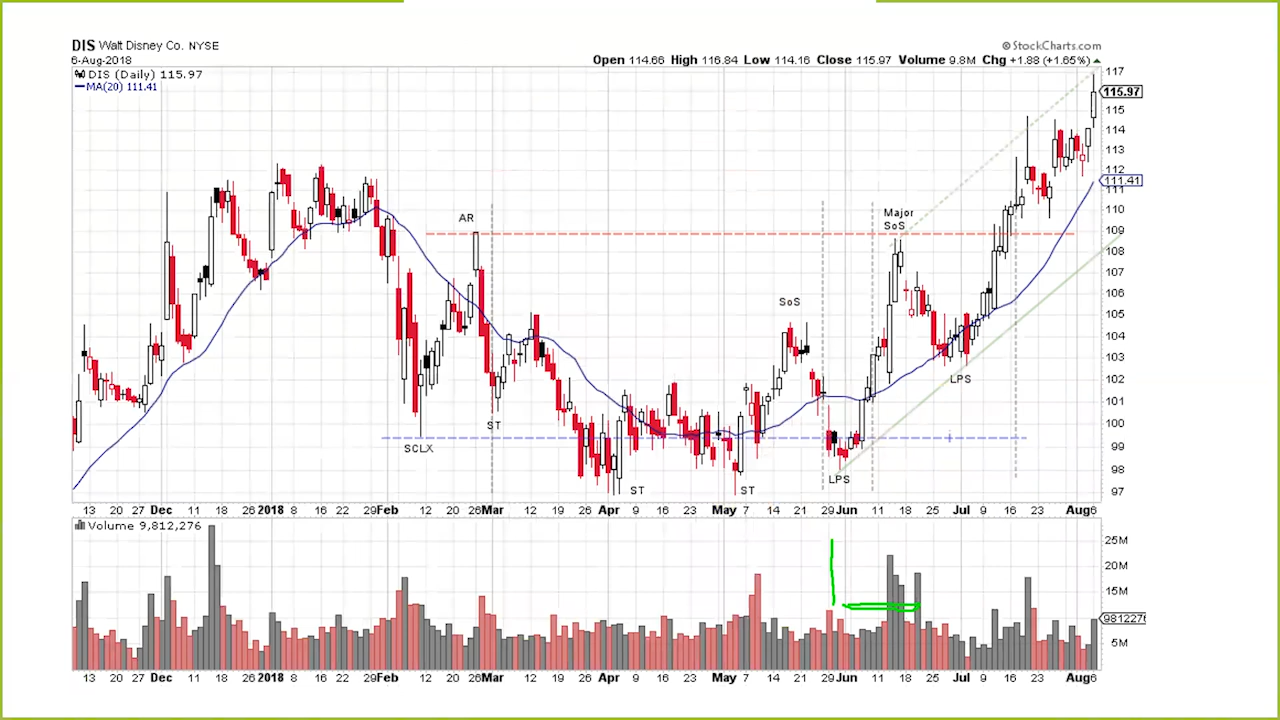 DIS Walt Disney Co. NYSE
© StockCharts.com
6-Aug-2018
Open 114.66 High 116.84 Low 114.16 Close 115.97 Volume 9.8M Chg +1.88 (+1.65%)
DIS (Daily) 115.97
MA(20) 111.41
117
115.97
115
114
113
112
111.41
111
110
109
108
107
106
105
104
103
102
101
100
99
98
97
AR
Major
SoS
SoS
LPS
ST
SCLX
LPS
ST
ST
13 20 27 Dec 11 18 26 2018 8 16 22 29 Feb 12 20 26 Mar 12 19 26 Apr 9 16 23 May 7 14 21 29 Jun 11 18 25 Jul 9 16 23 Aug 6
Volume 9,812,276
25M
20M
15M
9812276
5M
13 20 27 Dec 11 18 26 2018 8 16 22 29 Feb 12 20 26 Mar 12 19 26 Apr 9 16 23 May 7 14 21 29 Jun 11 18 25 Jul 9 16 23 Aug 6